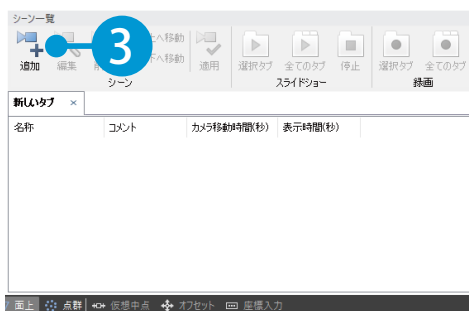 シーン一覧
3
へ移動
追加 編集 へ移動 適用 選択タブ 全てのタブ 停止 選択タブ 全てのタブ
シーン スライドショー 録画
新しいタブ ×
名称 コメント カメラ移動時間(秒) 表示時間(秒)
面上 点群 仮想中点 オフセット 座標入力